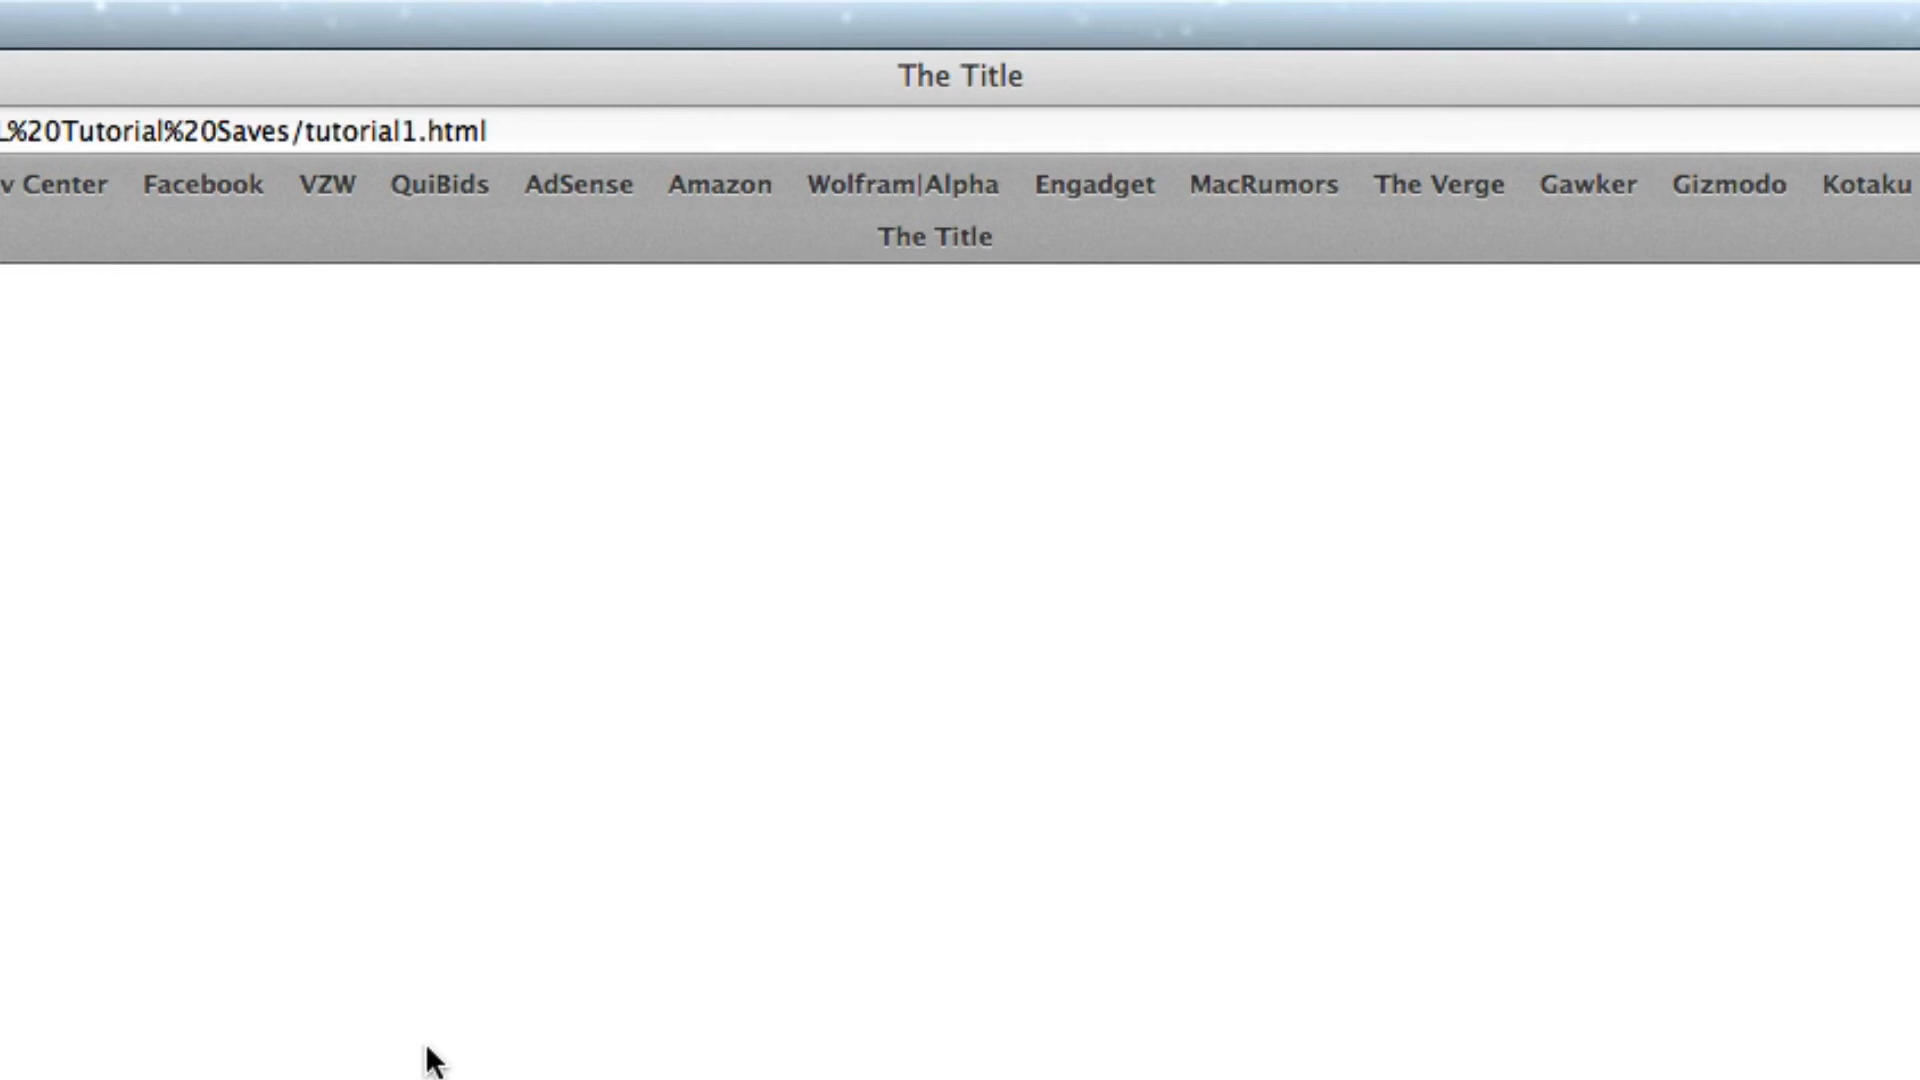 The Title
L%20Tutorial%20Saves/tutorial1.html
v Center Facebook VZW QuiBids AdSense Amazon Wolfram|Alpha Engadget MacRumors The Verge Gawker Gizmodo Kotaku
The Title